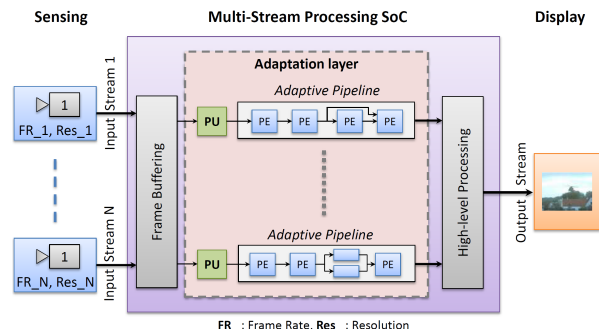 Sensing
Multi-Stream Processing SoC
Display
Input Stream 1
1
FR_1, Res_1
Frame Buffering
Adaptation layer
Adaptive Pipeline
PU
PE
PE
PE
PE
High-level Processing
Output Stream
Input Stream N
1
FR_N, Res_N
Adaptive Pipeline
PU
PE
PE
PE
FR : Frame Rate, Res : Resolution